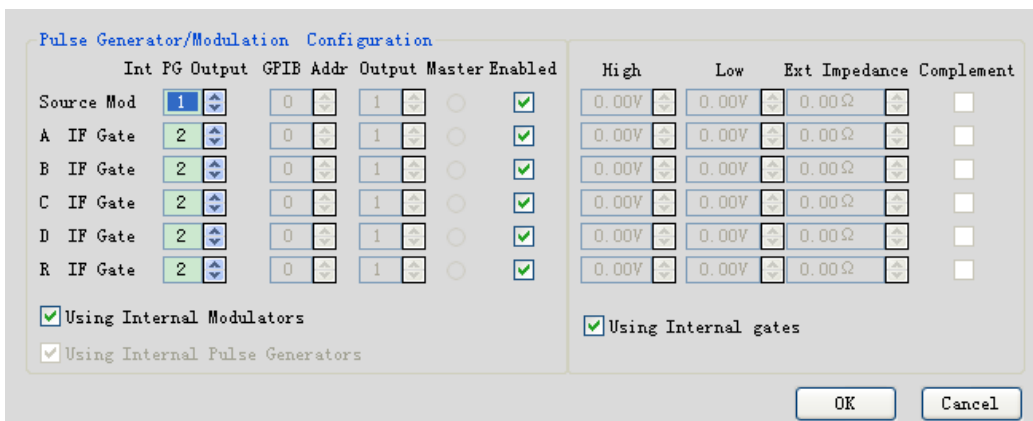 Pulse Generator/Modulation Configuration
Int PG Output GPIB Addr Output Master Enabled High Low Ext Impedance Complement
Source Mod 1 0 1 0.00V 0.00V 0.00Ω
A IF Gate 2 0 1 0.00V 0.00V 0.00Ω
B IF Gate 2 0 1 0.00V 0.00V 0.00Ω
C IF Gate 2 0 1 0.00V 0.00V 0.00Ω
D IF Gate 2 0 1 0.00V 0.00V 0.00Ω
R IF Gate 2 0 1 0.00V 0.00V 0.00Ω
Using Internal Modulators
Using Internal gates
Using Internal Pulse Generators
OK Cancel